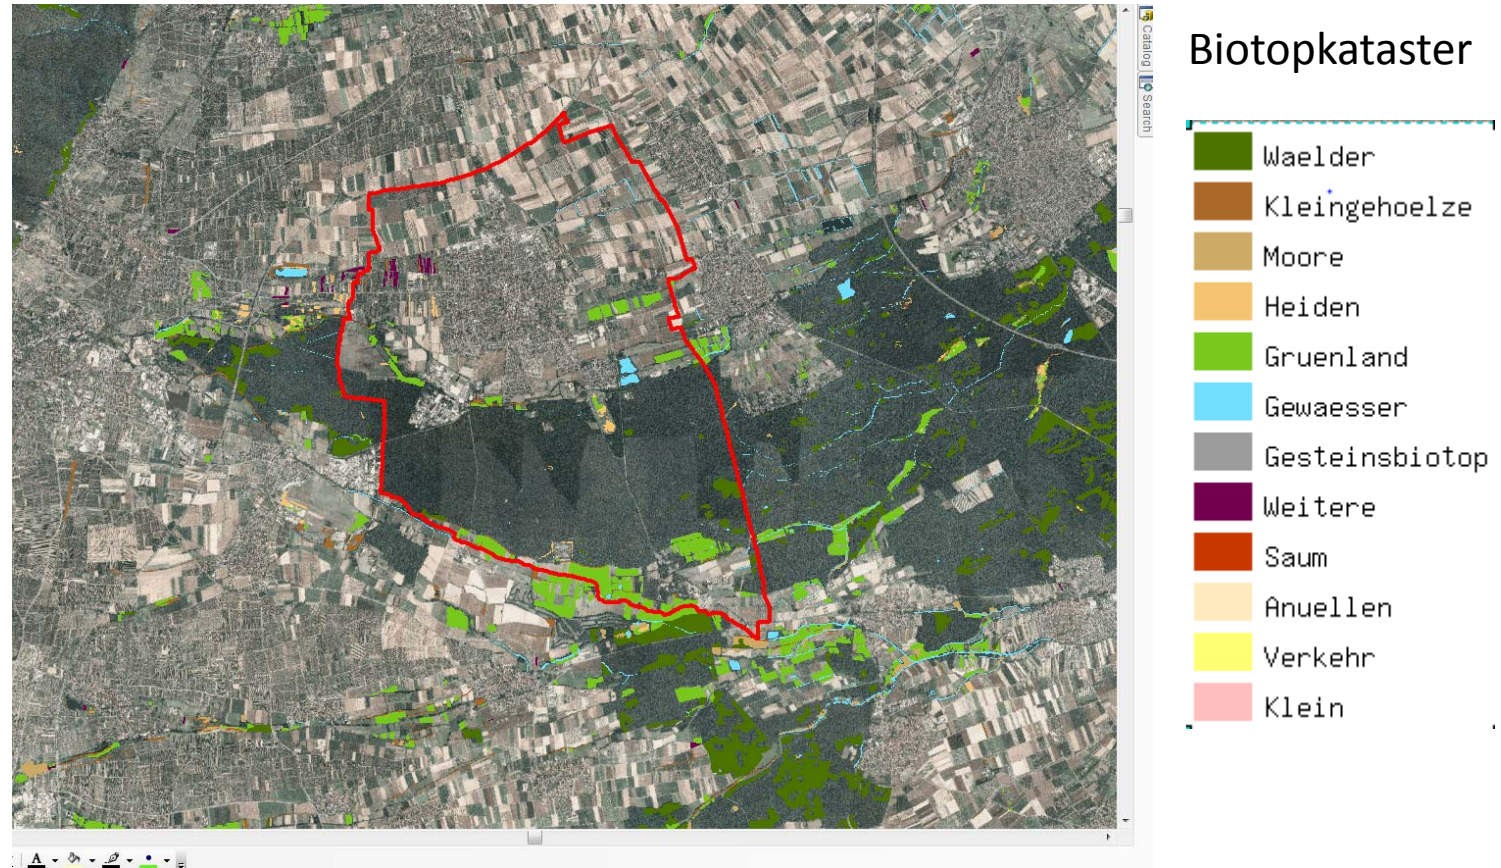 Catalog
Search
Biotopkataster
Waelder
Kleingehoelze
Moore
Heiden
Gruenland
Gewaesser
Gesteinsbiotop
Weitere
Saum
Anuellen
Verkehr
Klein
A